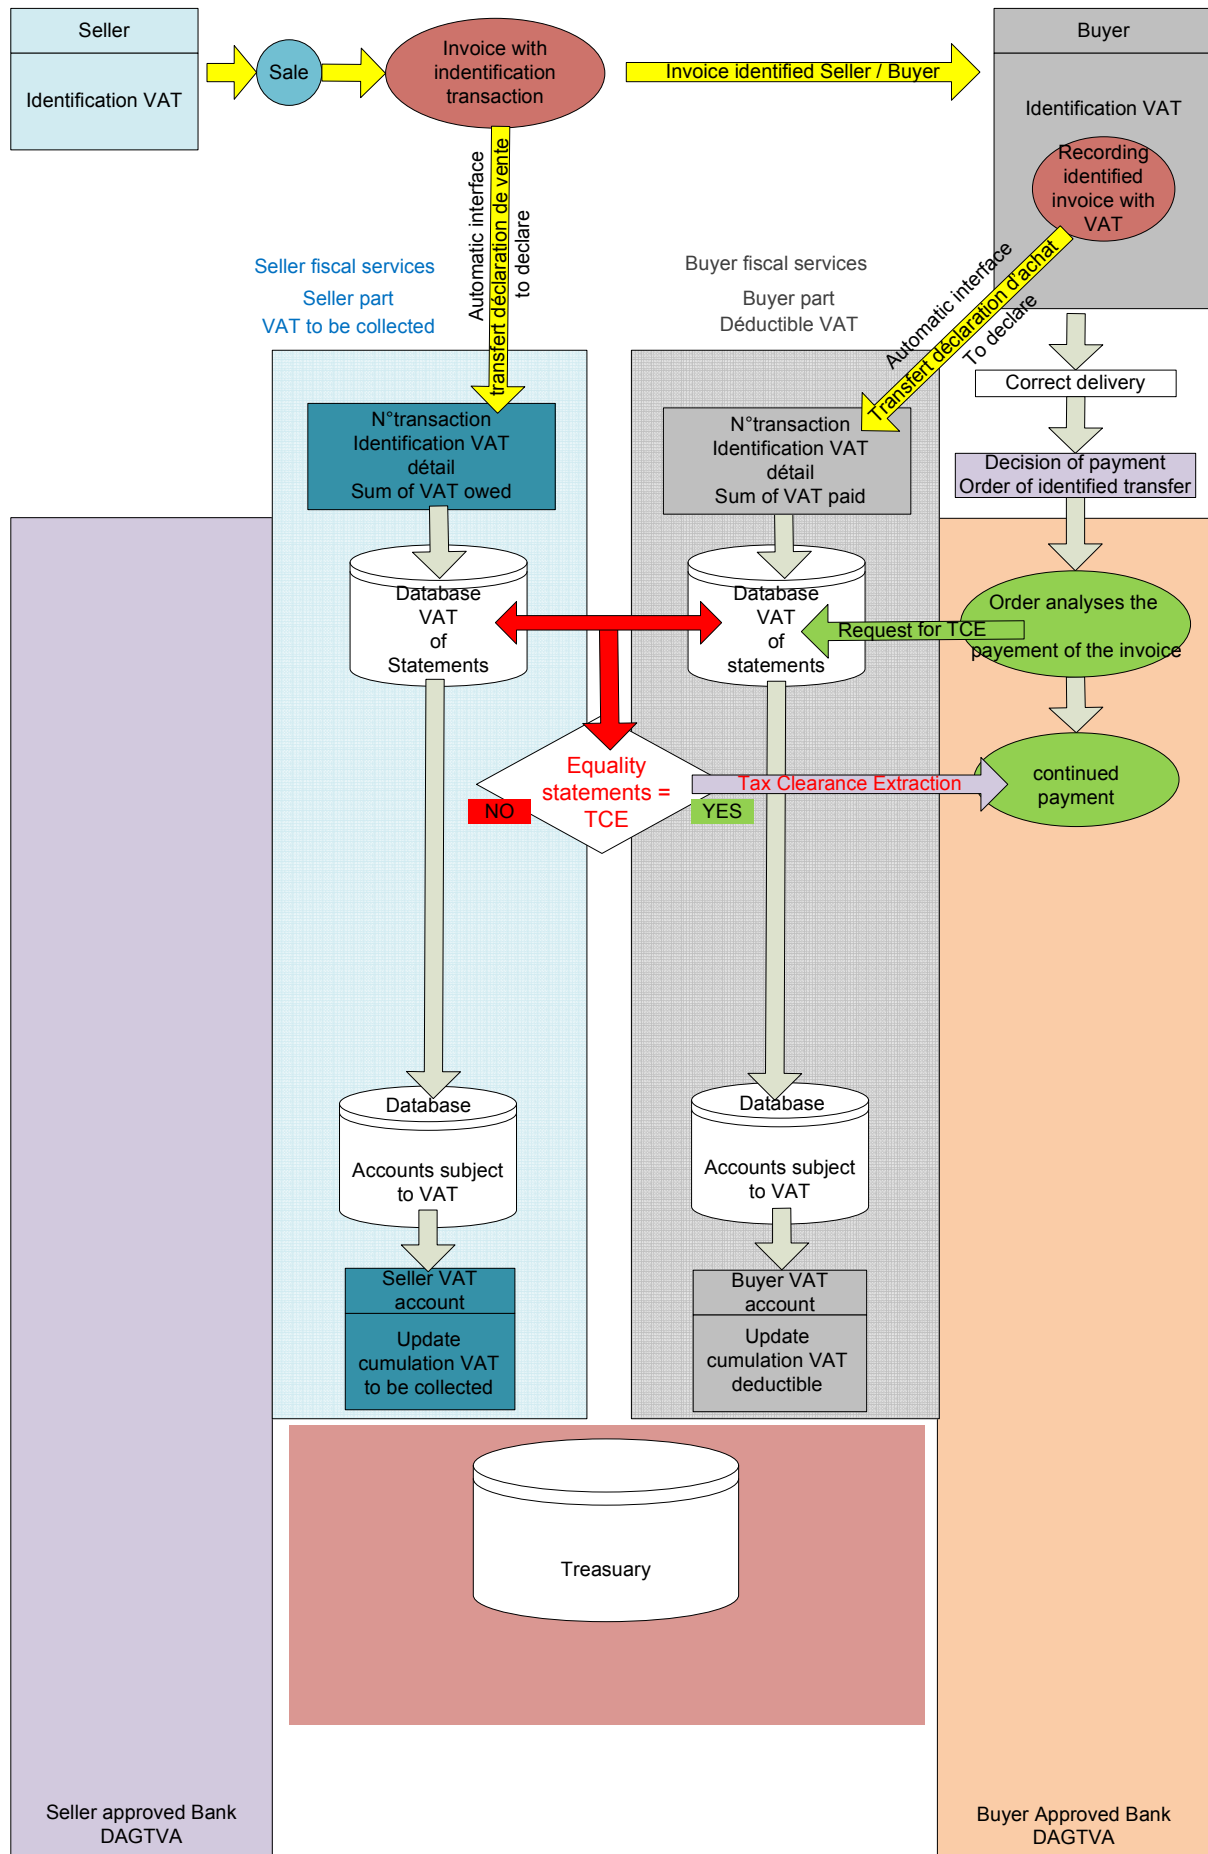 Seller
Identification VAT
Sale
Invoice with
indentification
transaction
Invoice identified Seller / Buyer
Buyer
Identification VAT
Recording
identified
invoice with
VAT
Automatic interface
transfert déclaration de vente
to declare
Seller fiscal services
Seller part
VAT to be collected
Buyer fiscal services
Buyer part
Déductible VAT
Automatic interface
Transfert déclaration d'achat
To declare
Correct delivery
Decision of payment
Order of identified transfer
N°transaction
Identification VAT
détail
Sum of VAT owed
N°transaction
Identification VAT
détail
Sum of VAT paid
Database
VAT
of
Statements
Database
VAT
of
statements
Request for TCE
Order analyses the
payement of the invoice
Equality
statements =
TCE
NO
YES
Tax Clearance Extraction
continued
payment
Database
Accounts subject
to VAT
Database
Accounts subject
to VAT
Seller VAT
account
Update
cumulation VAT
to be collected
Buyer VAT
account
Update
cumulation VAT
deductible
Treasuary
Seller approved Bank
DAGTVA
Buyer Approved Bank
DAGTVA